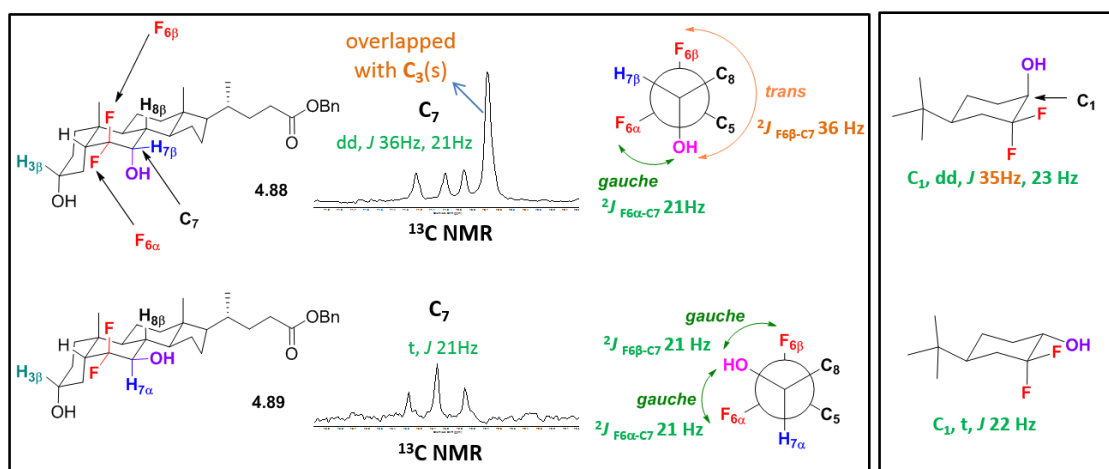 F6β
H8β
F
F
H7β
OH
H3β
H
OH
OBn
O
4.88
C7
F6α
overlapped
with C3(s)
C7
dd, J 36Hz, 21Hz
13C NMR
F6β
H7β
C8
F6α
C5
OH
trans
2J F6β-C7 36 Hz
gauche
2J F6α-C7 21Hz
OH
C1
F
F
C1, dd, J 35Hz, 23 Hz
H8β
F
F
OH
H7α
H3β
H
OH
OBn
O
4.89
C7
t, J 21Hz
13C NMR
gauche
2J F6β-C7 21 Hz
F6β
HO
C8
gauche
F6α
C5
2J F6α-C7 21 Hz
H7α
OH
F
F
C1, t, J 22 Hz